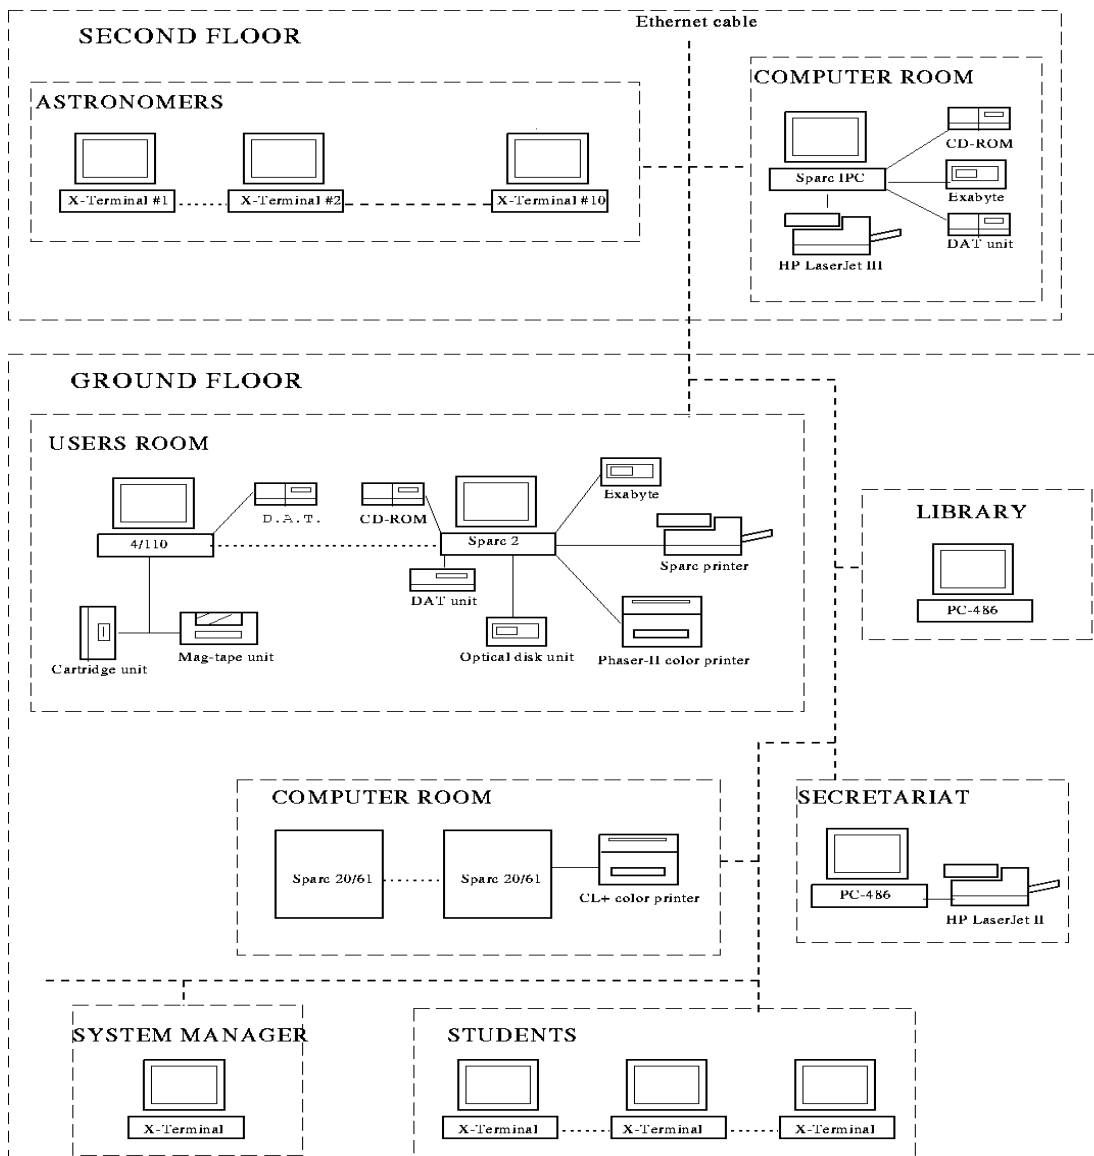 Ethernet cable
SECOND FLOOR
COMPUTER ROOM
ASTRONOMERS
CD-ROM
Sparc IPC
X-Terminal #1
X-Terminal #2
X-Terminal #10
Exabyte
DAT unit
HP LaserJet III
GROUND FLOOR
USERS ROOM
Exabyte
D.A.T.
CD-ROM
4/110
Sparc 2
Sparc printer
DAT unit
Cartridge unit
Mag-tape unit
Optical disk unit
Phaser-II color printer
LIBRARY
PC-486
COMPUTER ROOM
Sparc 20/61
Sparc 20/61
CL+ color printer
SECRETARIAT
PC-486
HP LaserJet II
SYSTEM MANAGER
X-Terminal
STUDENTS
X-Terminal
X-Terminal
X-Terminal